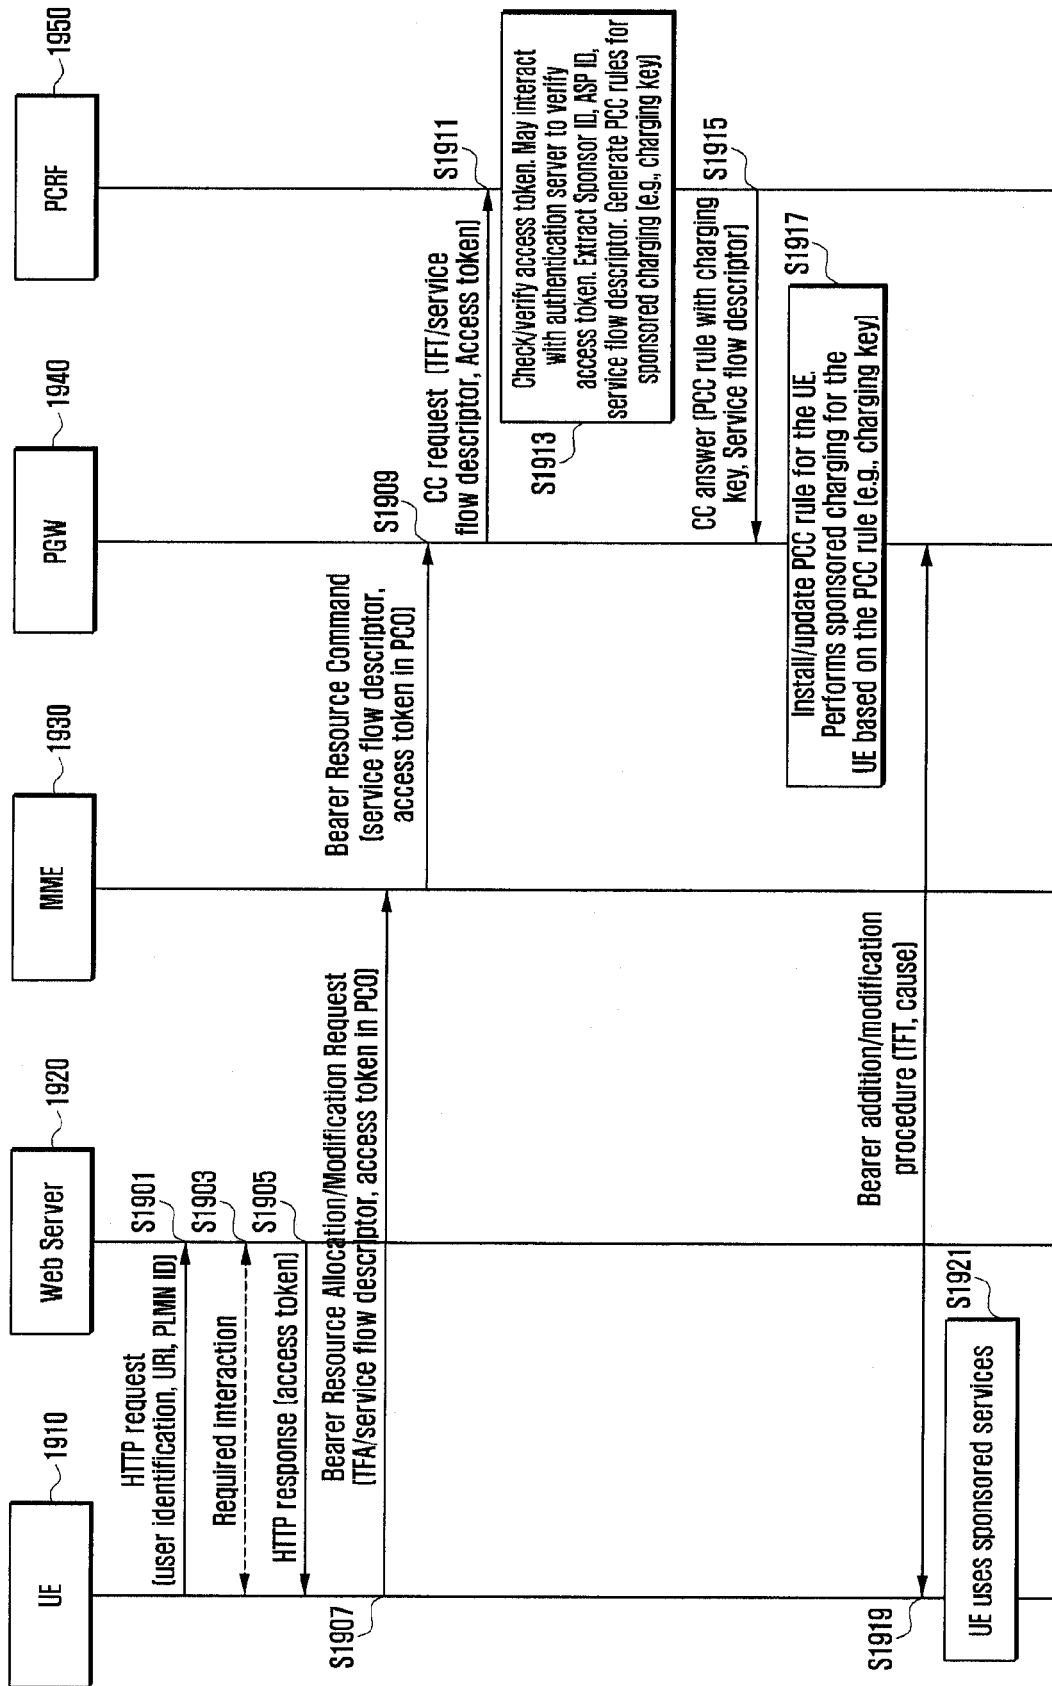 UE
1910
Web Server
1920
MME
1930
PGW
1940
PCRF
1950
HTTP request
(user identification, URI, PLMN ID)
S1901
Required interaction
S1903
HTTP response (access token)
S1905
S1907
Bearer Resource Allocation/Modification Request
(TFA/service flow descriptor, access token in PCO)
Bearer Resource Command
(service flow descriptor,
access token in PCO)
S1909
CC request (TFT/service
flow descriptor, Access token)
S1911
S1913
Check/verify access token. May interact
with authentication server to verify
access token. Extract Sponsor ID, ASP ID,
service flow descriptor. Generate PCC rules for
sponsored charging (e.g., charging key)
CC answer (PCC rule with charging
key, Service flow descriptor)
S1915
S1917
Install/update PCC rule for the UE.
Performs sponsored charging for the
UE based on the PCC rule (e.g., charging key)
S1919
Bearer addition/modification
procedure (TFT, cause)
S1921
UE uses sponsored services